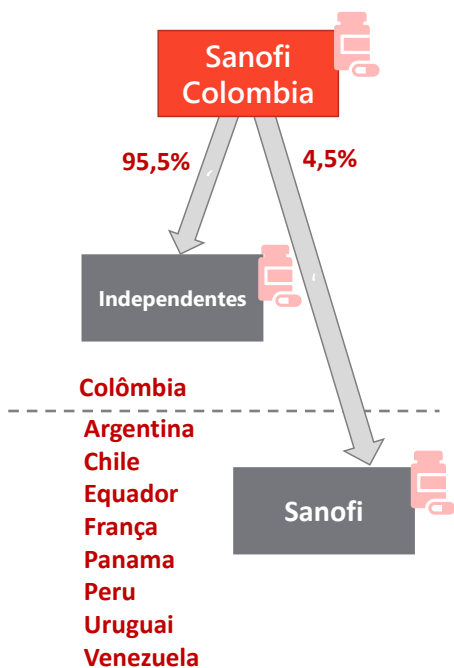 Sanofi
Colombia
95,5%
4,5%
Independentes
Colômbia
Argentina
Chile
Equador
França
Panama
Peru
Uruguai
Venezuela
Sanofi